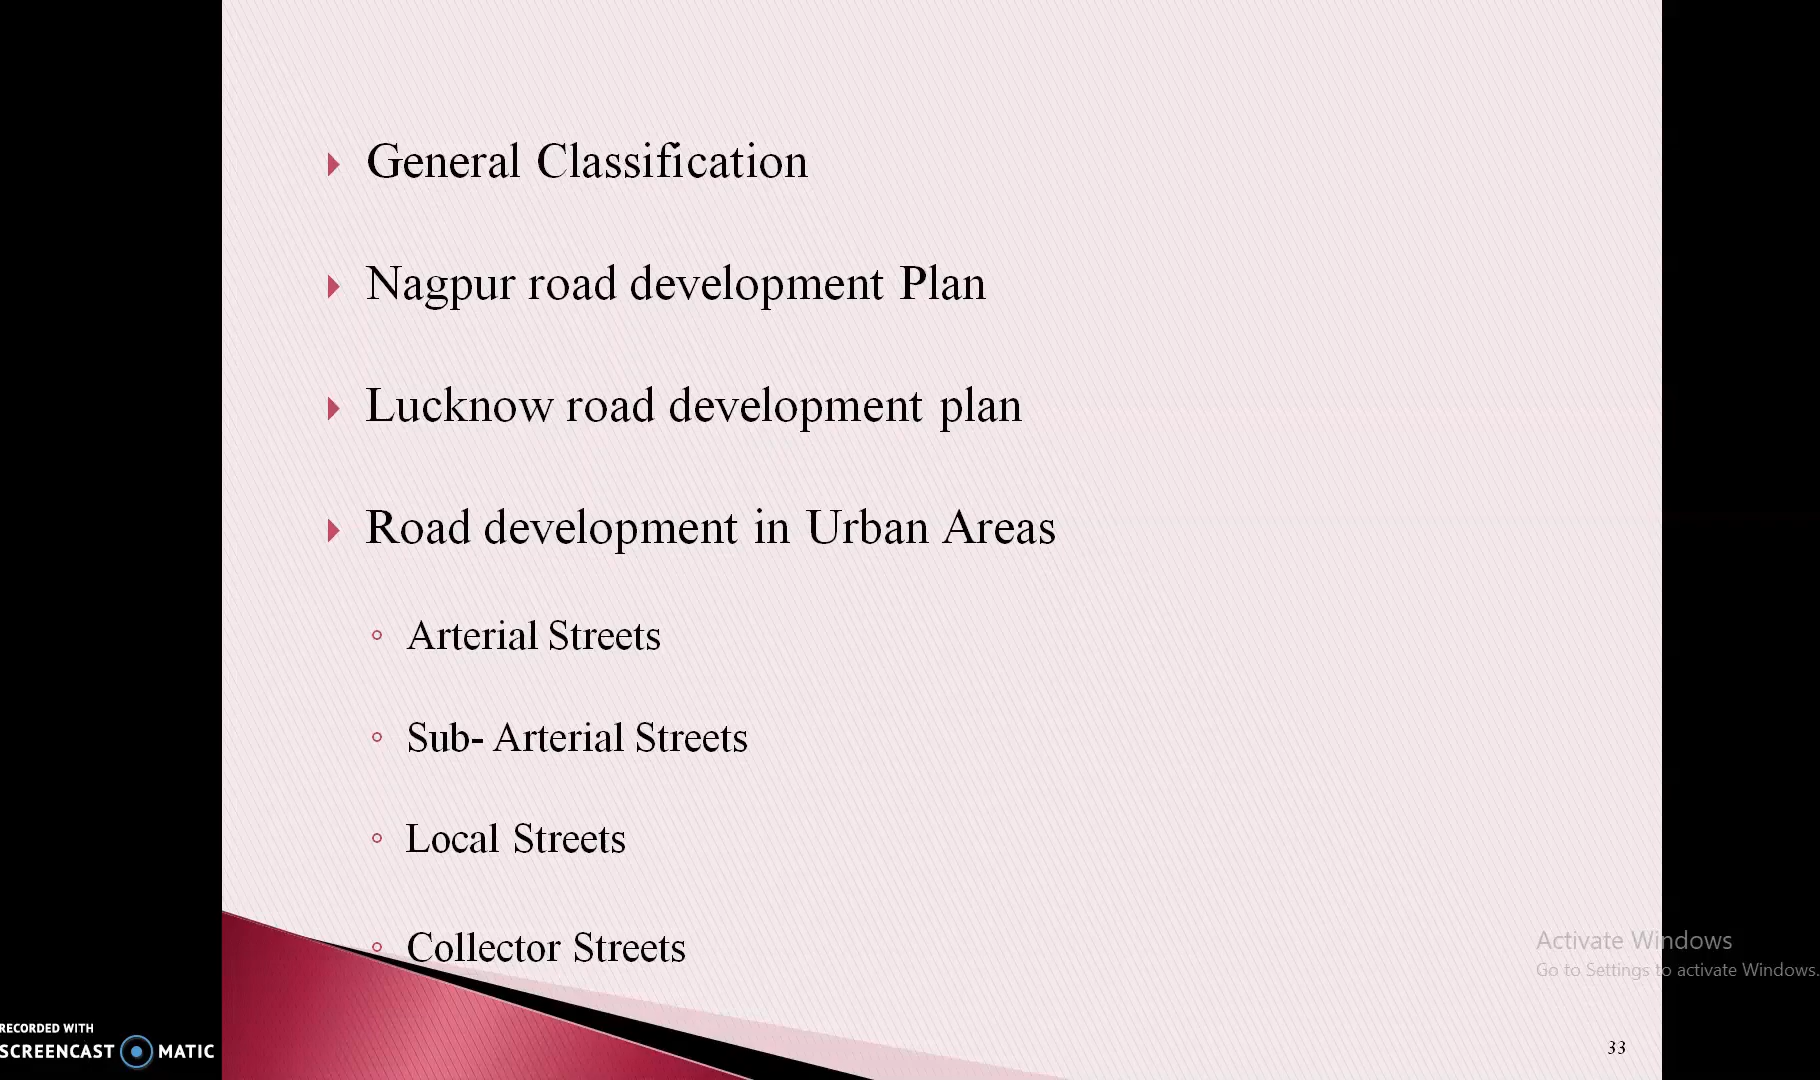 General Classification
Nagpur road development Plan
Lucknow road development plan
Road development in Urban Areas
Arterial Streets
Sub- Arterial Streets
Local Streets
Collector Streets
Activate Windows
Go to Settings to activate Windows.
RECORDED WITH
SCREENCAST MATIC
33